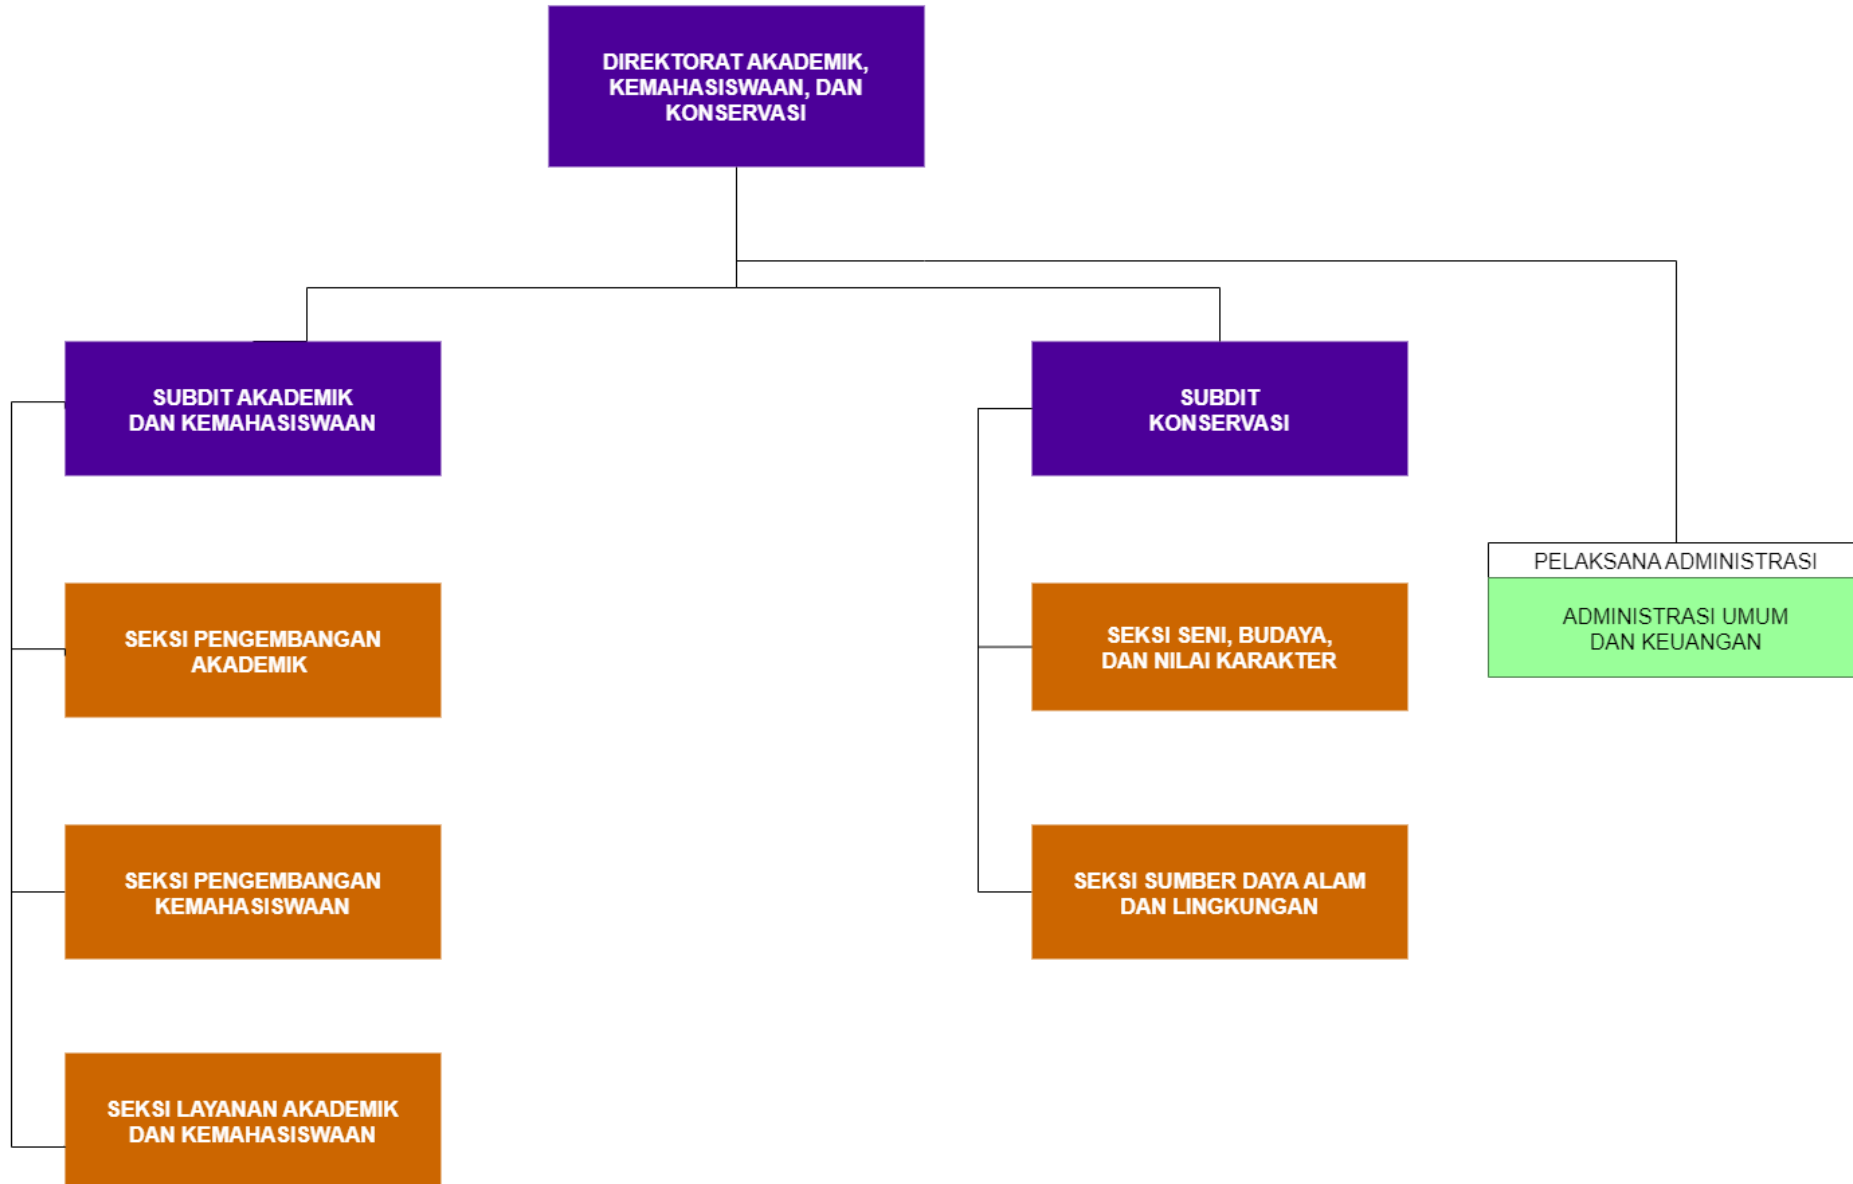 DIREKTORAT AKADEMIK,
KEMAHASISWAAN, DAN
KONSERVASI
SUBDIT AKADEMIK
DAN KEMAHASISWAAN
SUBDIT
KONSERVASI
PELAKSANA ADMINISTRASI
ADMINISTRASI UMUM
DAN KEUANGAN
SEKSI PENGEMBANGAN
AKADEMIK
SEKSI SENI, BUDAYA,
DAN NILAI KARAKTER
SEKSI PENGEMBANGAN
KEMAHASISWAAN
SEKSI SUMBER DAYA ALAM
DAN LINGKUNGAN
SEKSI LAYANAN AKADEMIK
DAN KEMAHASISWAAN